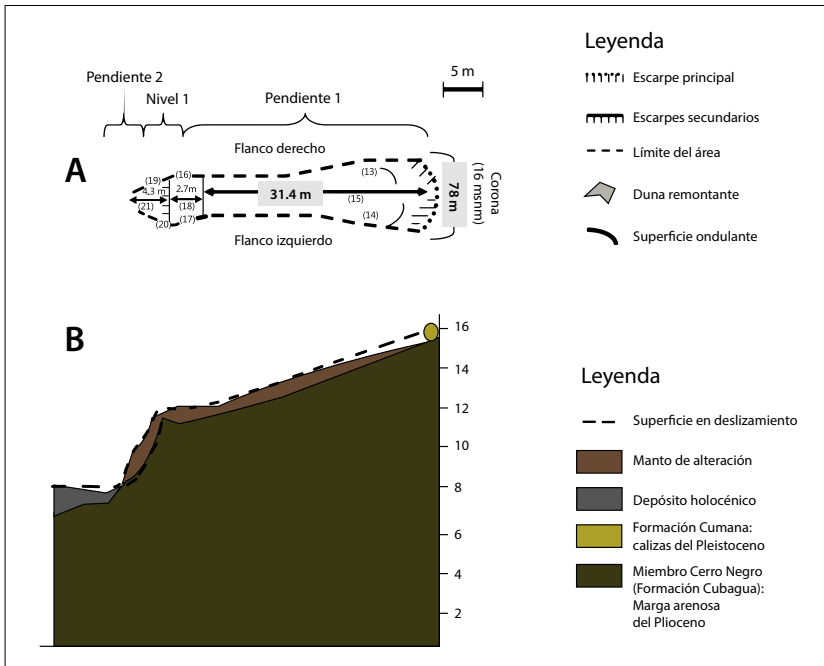 A
Pendiente 2
Nivel 1
Pendiente 1
5 m
Flanco derecho
(19)
(16)
(13)
4,3 m
2.7m
31.4 m
(15)
(21)
(18)
(20)
(17)
(14)
Flanco izquierdo
78 m
Corona
(16 msnm)
Leyenda
Escarpe principal
Escarpes secundarios
Límite del área
Duna remontante
Superficie ondulante
B
16
14
12
10
8
6
4
2
Leyenda
Superficie en deslizamiento
Manto de alteración
Depósito holocénico
Formación Cumana:
calizas del Pleistoceno
Miembro Cerro Negro
(Formación Cubagua):
Marga arenosa
del Plioceno